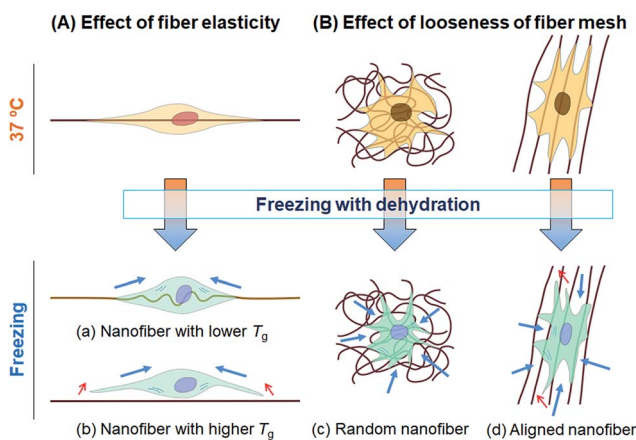 (A) Effect of fiber elasticity
(B) Effect of looseness of fiber mesh
37 ºC
Freezing with dehydration
Freezing
(a) Nanofiber with lower Tg
(b) Nanofiber with higher Tg
(c) Random nanofiber
(d) Aligned nanofiber